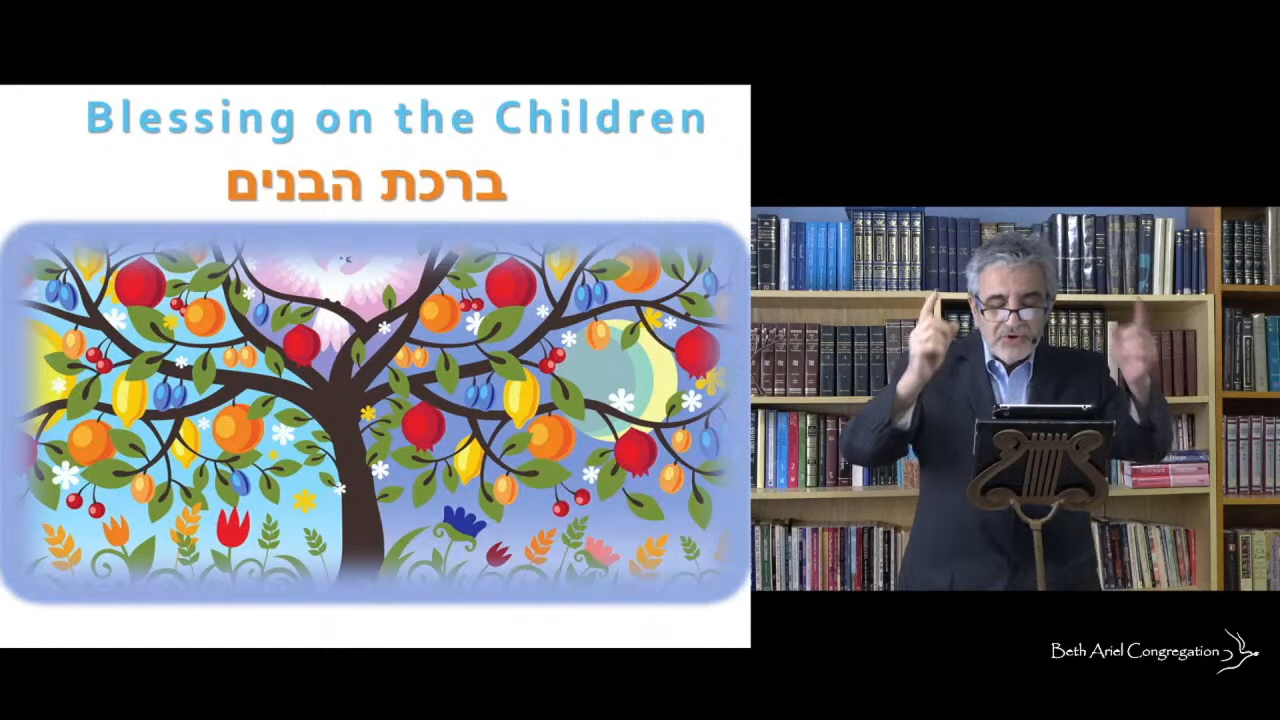 Blessing on the Children
ברכת הבנים
Beth Ariel Congregation